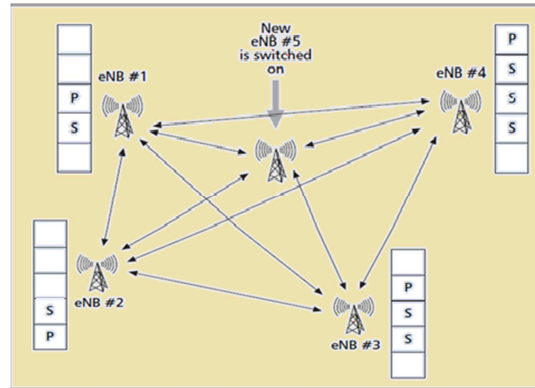 New
eNB #5
is switched
on
eNB #1
P
S
eNB #4
P
S
S
S
eNB #2
S
P
eNB #3
P
S
S